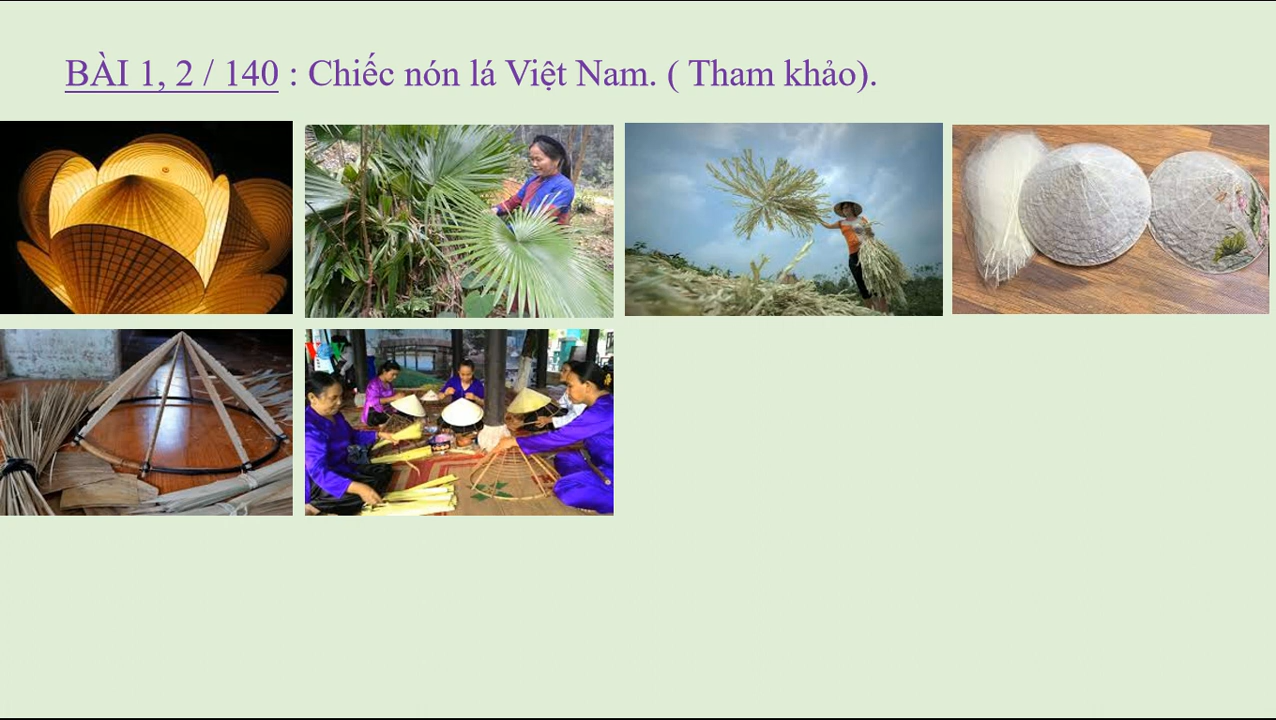 BÀI 1, 2 / 140 : Chiếc nón lá Việt Nam. ( Tham khảo).